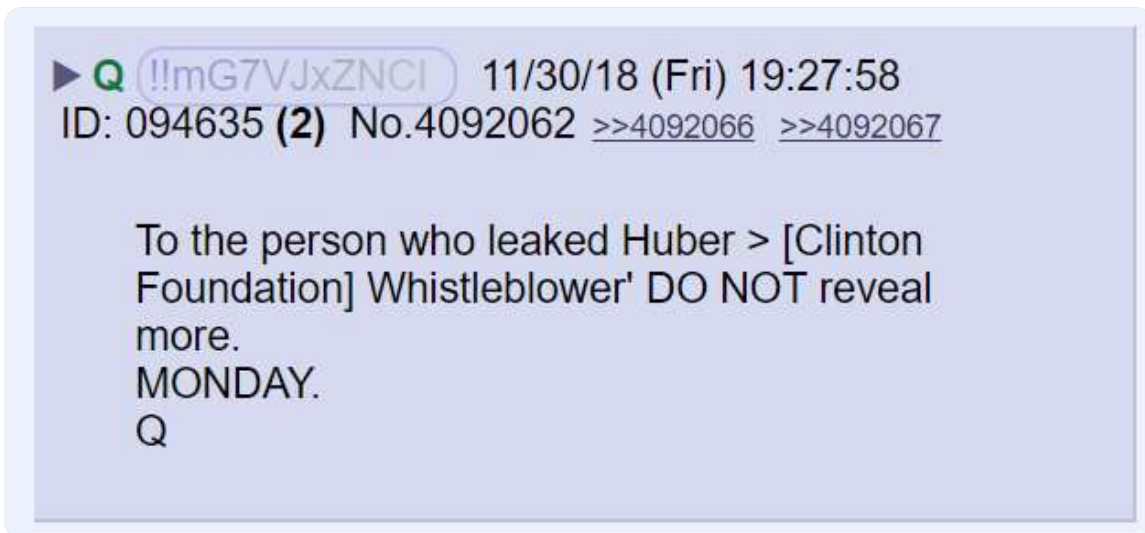 ▶ Q !!mG7VJxZNCI 11/30/18 (Fri) 19:27:58
ID: 094635 (2) No.4092062 >>4092066 >>4092067
To the person who leaked Huber > [Clinton
Foundation] Whistleblower' DO NOT reveal
more.
MONDAY.
Q